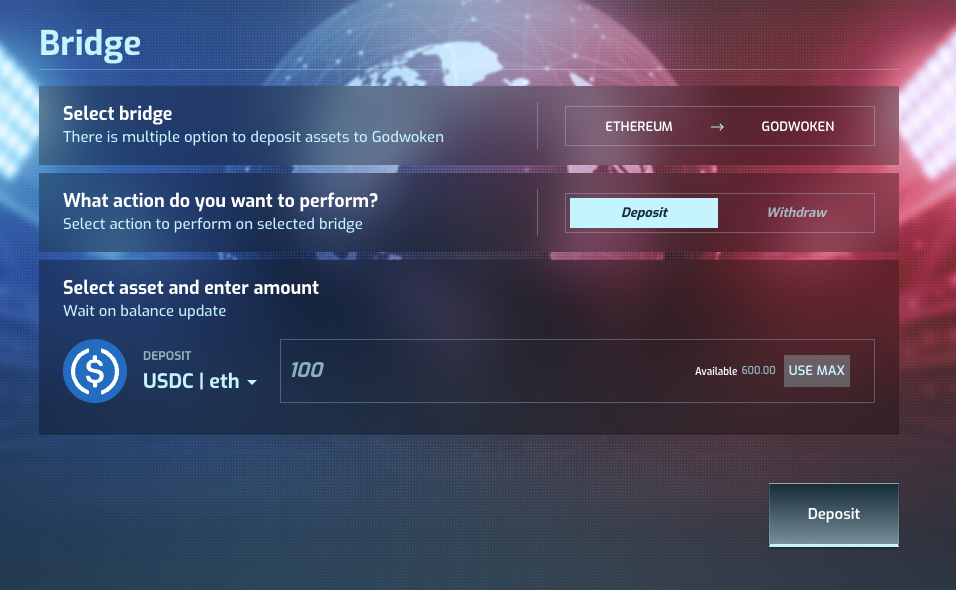 Bridge
Select bridge
There is multiple option to deposit assets to Godwoken
ETHEREUM → GODWOKEN
What action do you want to perform?
Select action to perform on selected bridge
Deposit Withdraw
Select asset and enter amount
Wait on balance update
DEPOSIT
USDC | eth
100
Available 600.00 USE MAX
Deposit